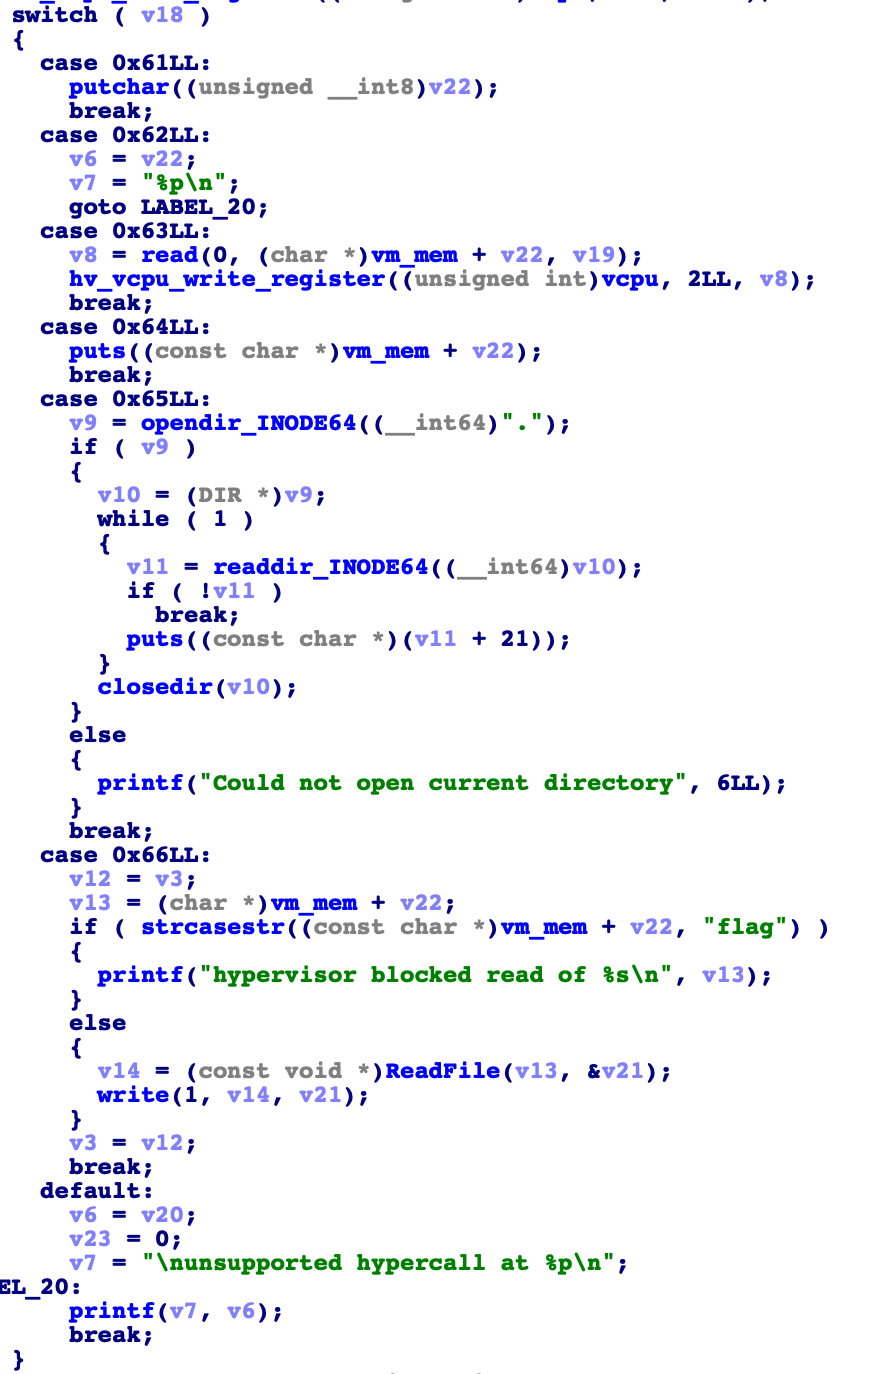 switch ( v18 )
{
case 0x61LL:
putchar((unsigned __int8)v22);
break;
case 0x62LL:
v6 = v22;
v7 = "%p\n";
goto LABEL_20;
case 0x63LL:
v8 = read(0, (char *)vm_mem + v22, v19);
hv_vcpu_write_register((unsigned int)vcpu, 2LL, v8);
break;
case 0x64LL:
puts((const char *)vm_mem + v22);
break;
case 0x65LL:
v9 = opendir_INODE64((__int64)".");
if ( v9 )
{
v10 = (DIR *)v9;
while ( 1 )
{
v11 = readdir_INODE64((__int64)v10);
if ( !v11 )
break;
puts((const char *)(v11 + 21));
}
closedir(v10);
}
else
{
printf("Could not open current directory", 6LL);
}
break;
case 0x66LL:
v12 = v3;
v13 = (char *)vm_mem + v22;
if ( strcasestr((const char *)vm_mem + v22, "flag") )
{
printf("hypervisor blocked read of %s\n", v13);
}
else
{
v14 = (const void *)ReadFile(v13, &v21);
write(1, v14, v21);
}
v3 = v12;
break;
default:
v6 = v20;
v23 = 0;
v7 = "\nunsupported hypercall at %p\n";
EL_20:
printf(v7, v6);
break;
}